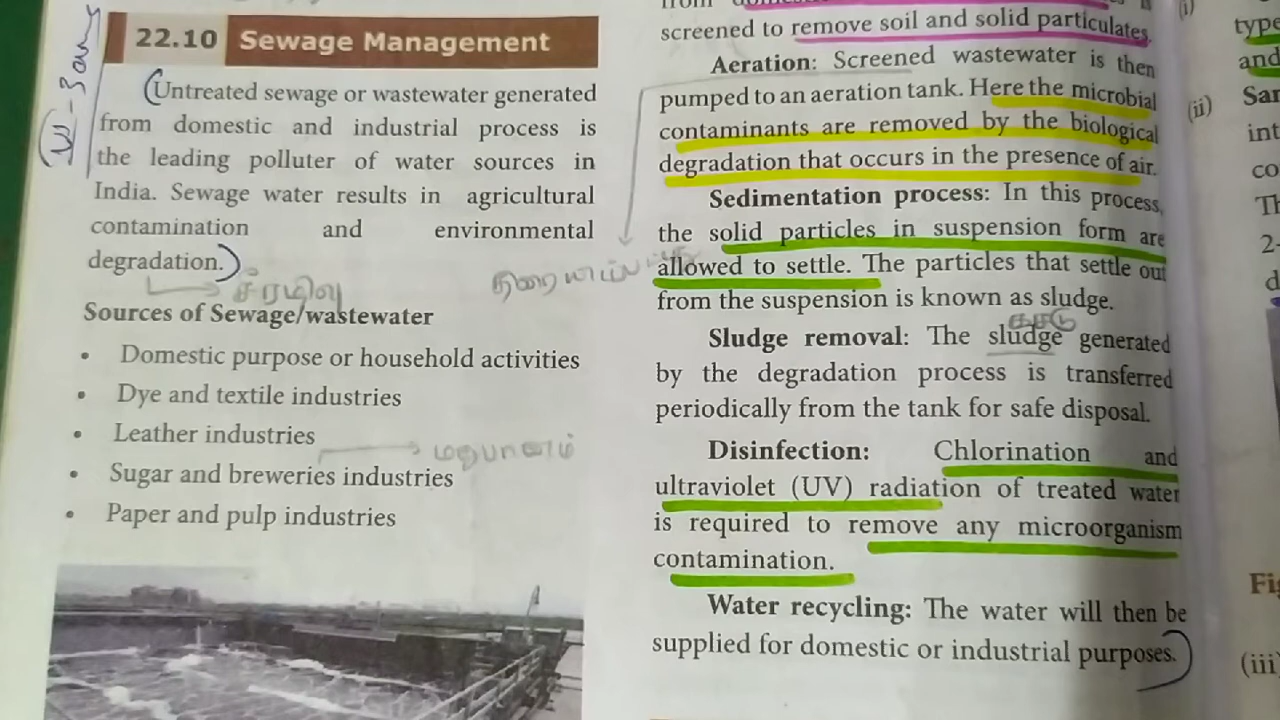 22.10 Sewage Management
Untreated sewage or wastewater generated
from domestic and industrial process is
the leading polluter of water sources in
India. Sewage water results in agricultural
contamination and environmental
degradation.
Sources of Sewage/wastewater
• Domestic purpose or household activities
• Dye and textile industries
• Leather industries
• Sugar and breweries industries
• Paper and pulp industries
screened to remove soil and solid particulates.
Aeration: Screened wastewater is then
pumped to an aeration tank. Here the microbial
contaminants are removed by the biological
degradation that occurs in the presence of air.
Sedimentation process: In this process,
the solid particles in suspension form are
allowed to settle. The particles that settle out
from the suspension is known as sludge.
Sludge removal: The sludge generated
by the degradation process is transferred
periodically from the tank for safe disposal.
Disinfection: Chlorination and
ultraviolet (UV) radiation of treated water
is required to remove any microorganism
contamination.
Water recycling: The water will then be
supplied for domestic or industrial purposes.
(i)
type
and
(ii)
int
co
Th
2-
d
(iii